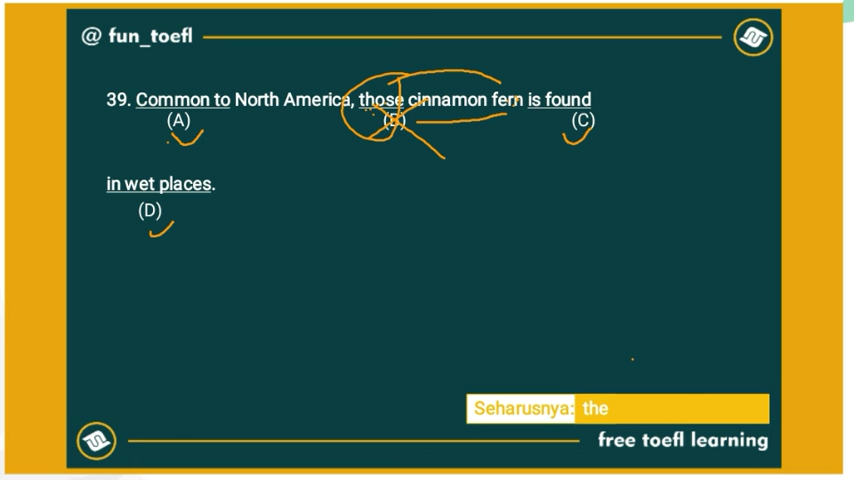 @ fun_toefl
39. Common to North America, those cinnamon fern is found
(A) (B) (C)
in wet places.
(D)
Seharusnya: the
free toefl learning